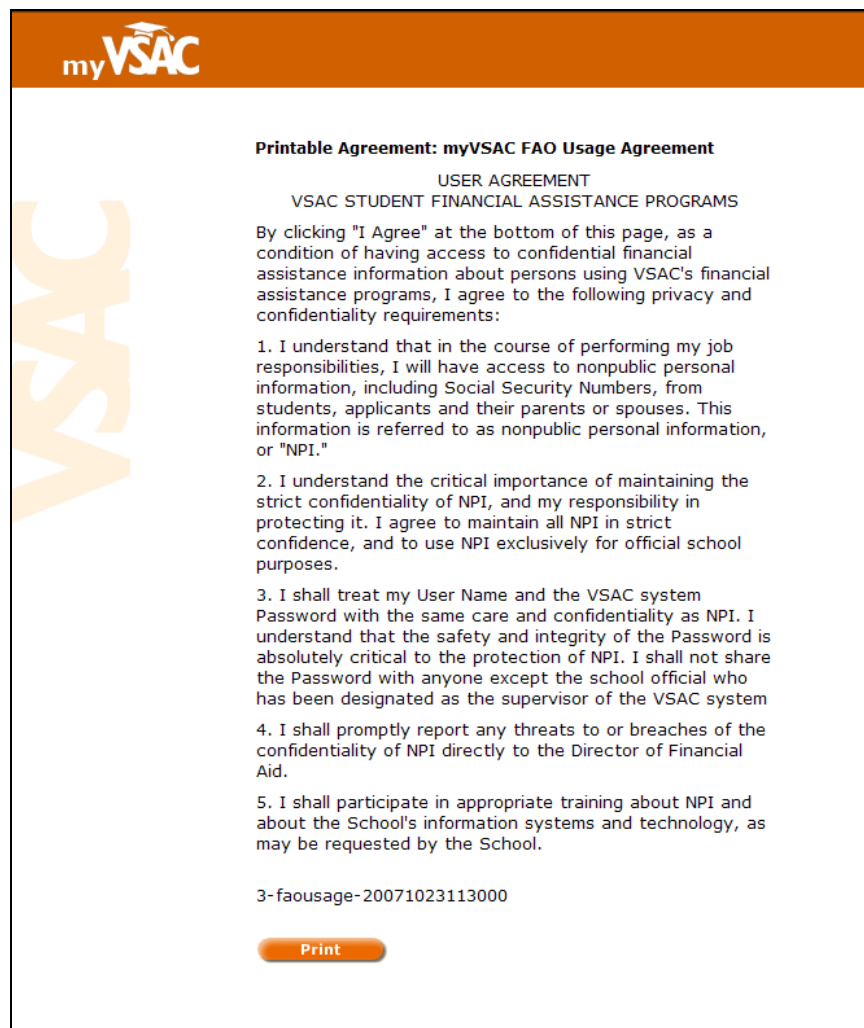 myVSAC
VSAC
Printable Agreement: myVSAC FAO Usage Agreement
USER AGREEMENT
VSAC STUDENT FINANCIAL ASSISTANCE PROGRAMS
By clicking "I Agree" at the bottom of this page, as a
condition of having access to confidential financial
assistance information about persons using VSAC's financial
assistance programs, I agree to the following privacy and
confidentiality requirements:
1. I understand that in the course of performing my job
responsibilities, I will have access to nonpublic personal
information, including Social Security Numbers, from
students, applicants and their parents or spouses. This
information is referred to as nonpublic personal information,
or "NPI."
2. I understand the critical importance of maintaining the
strict confidentiality of NPI, and my responsibility in
protecting it. I agree to maintain all NPI in strict
confidence, and to use NPI exclusively for official school
purposes.
3. I shall treat my User Name and the VSAC system
Password with the same care and confidentiality as NPI. I
understand that the safety and integrity of the Password is
absolutely critical to the protection of NPI. I shall not share
the Password with anyone except the school official who
has been designated as the supervisor of the VSAC system
4. I shall promptly report any threats to or breaches of the
confidentiality of NPI directly to the Director of Financial
Aid.
5. I shall participate in appropriate training about NPI and
about the School's information systems and technology, as
may be requested by the School.
3-faousage-20071023113000
Print